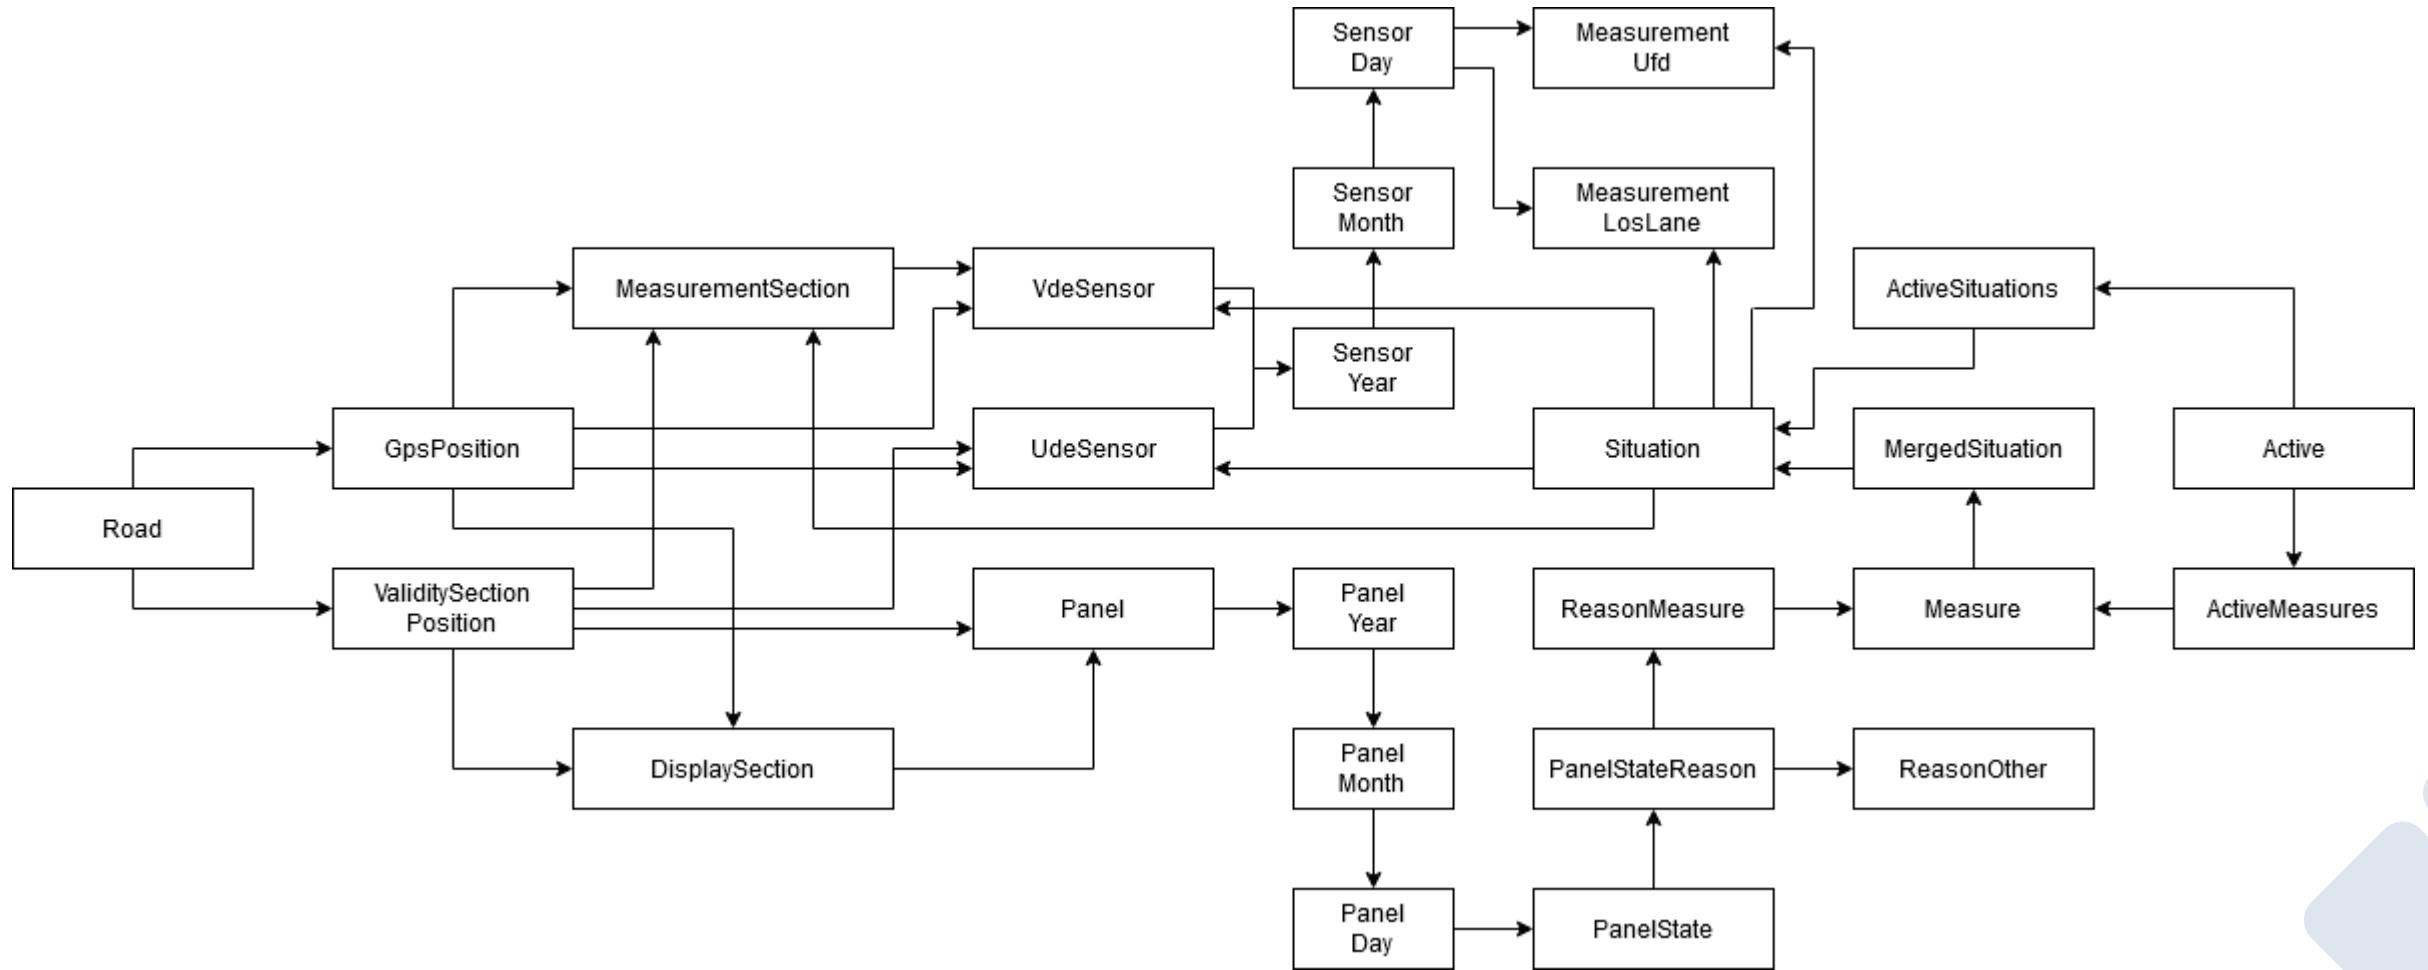 Sensor
Day
Measurement
Ufd
Sensor
Month
Measurement
LosLane
MeasurementSection
VdeSensor
ActiveSituations
Sensor
Year
GpsPosition
UdeSensor
Situation
MergedSituation
Active
Road
ValiditySection
Position
Panel
Panel
Year
ReasonMeasure
Measure
ActiveMeasures
DisplaySection
Panel
Month
PanelStateReason
ReasonOther
Panel
Day
PanelState